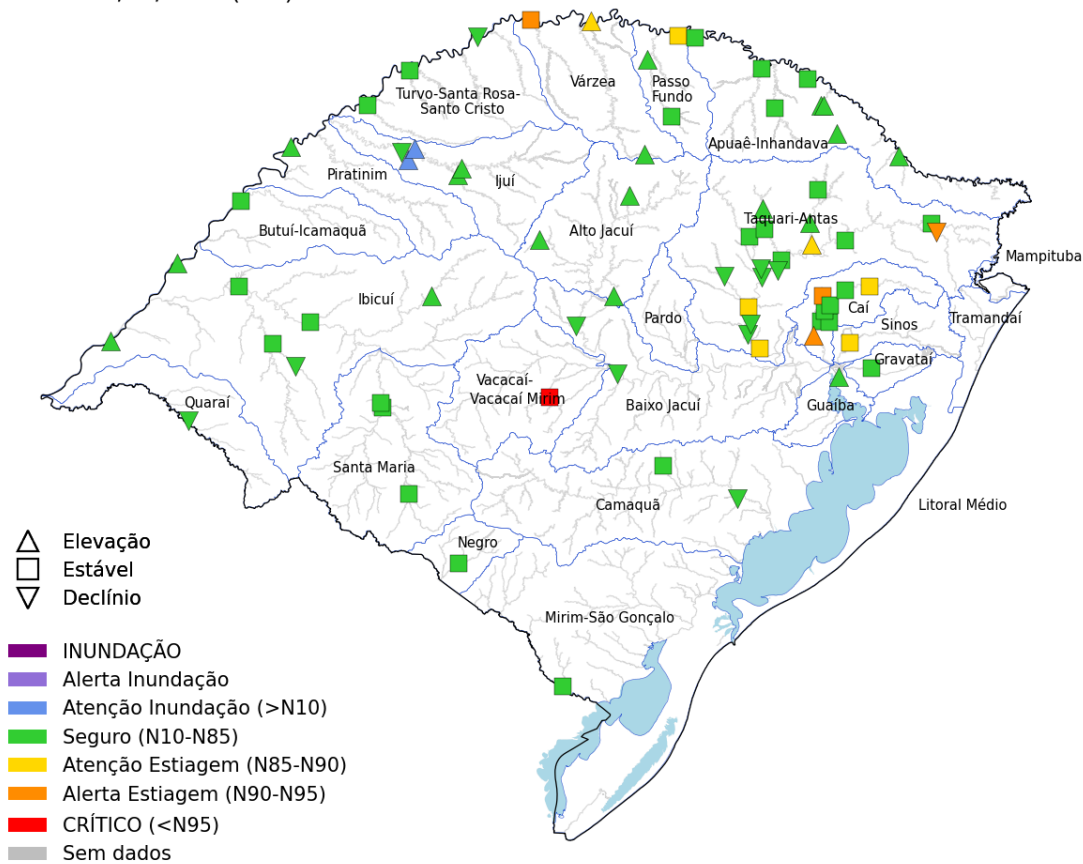 Várzea
Passo
Fundo
Turvo-Santa Rosa-
Santo Cristo
Apuaê-Inhandava
Piratinim
Ijuí
Butuí-Icamaquã
Alto Jacuí
Taquari-Antas
Mampituba
Ibicuí
Pardo
Caí
Sinos
Tramandaí
Gravataí
Vacacaí-
Vacacaí Mirim
Baixo Jacuí
Guaíba
Quaraí
Santa Maria
Camaquã
Litoral Médio
Negro
Mirim-São Gonçalo
Elevação
Estável
Declínio
INUNDAÇÃO
Alerta Inundação
Atenção Inundação (>N10)
Seguro (N10-N85)
Atenção Estiagem (N85-N90)
Alerta Estiagem (N90-N95)
CRÍTICO (<N95)
Sem dados